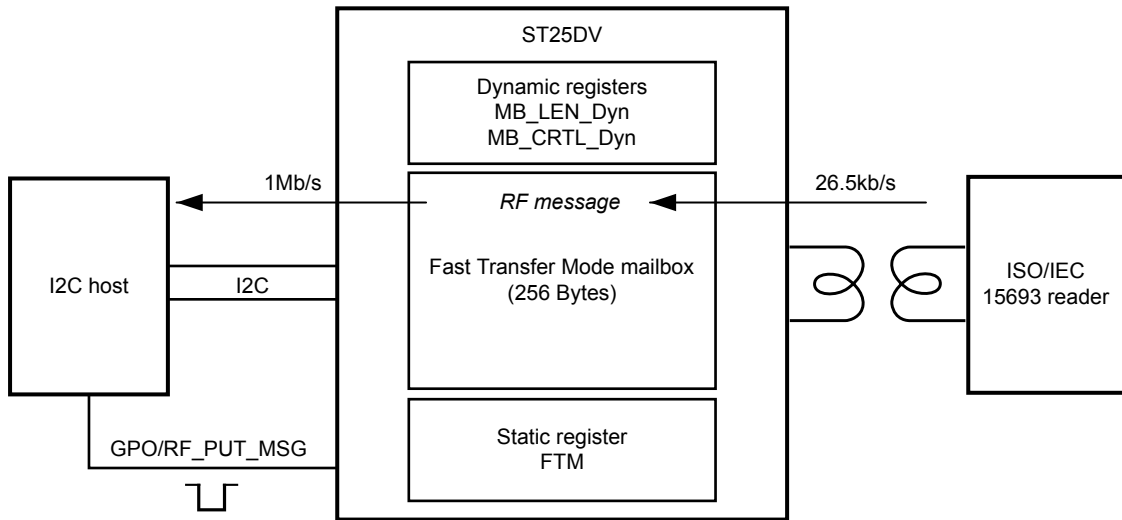 ST25DV
Dynamic registers
MB_LEN_Dyn
MB_CRTL_Dyn
1Mb/s
RF message
26.5kb/s
I2C host
I2C
Fast Transfer Mode mailbox
(256 Bytes)
ISO/IEC
15693 reader
GPO/RF_PUT_MSG
Static register
FTM